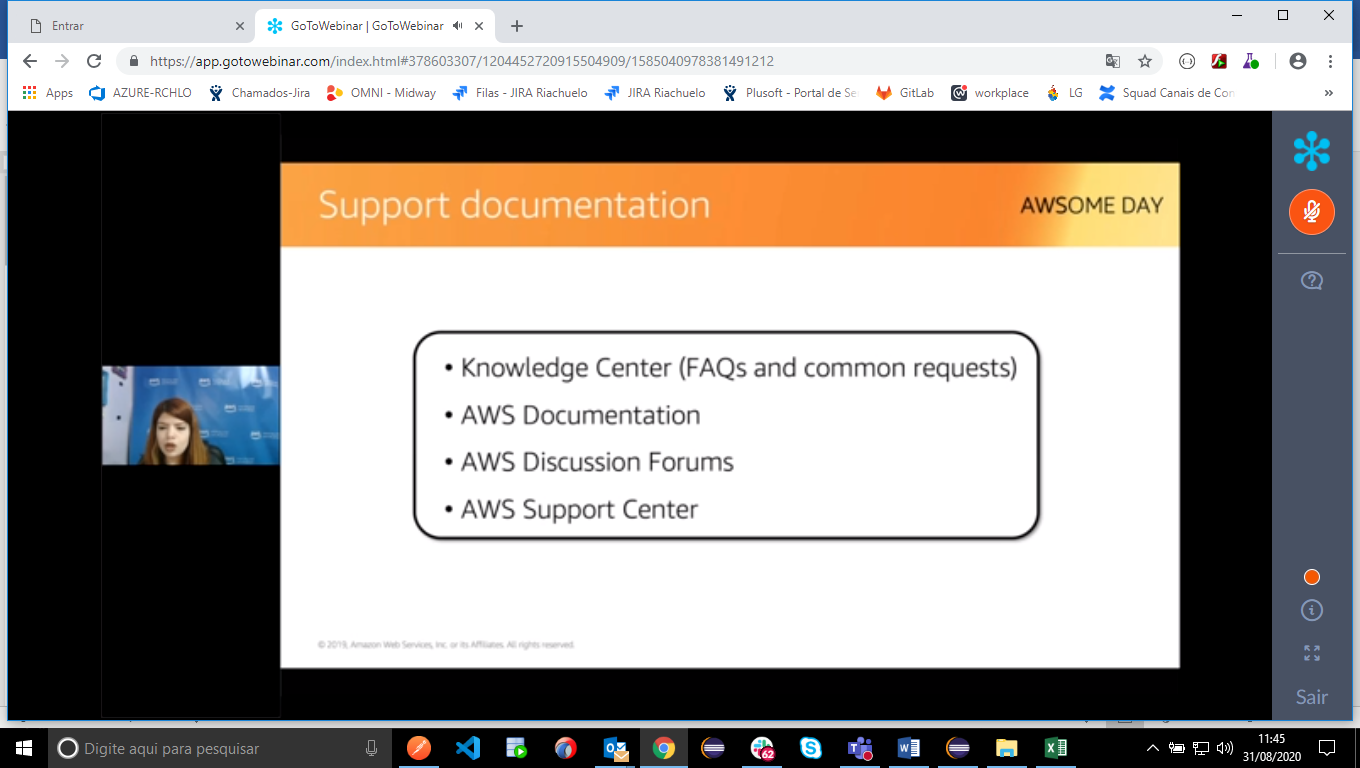 Entrar
GoToWebinar | GoToWebinar
https://app.gotowebinar.com/index.html#378603307/1204452720915504909/1585040978381491212
Apps AZURE-RCHLO Chamados-Jira OMNI - Midway Filas - JIRA Riachuelo JIRA Riachuelo Plusoft - Portal de Se GitLab workplace LG Squad Canais de Con »
Support documentation
AWSOME DAY
• Knowledge Center (FAQs and common requests)
• AWS Documentation
• AWS Discussion Forums
• AWS Support Center
© 2019, Amazon Web Services, Inc. or its Affiliates. All rights reserved.
Sair
Digite aqui para pesquisar
62
11:45
31/08/2020